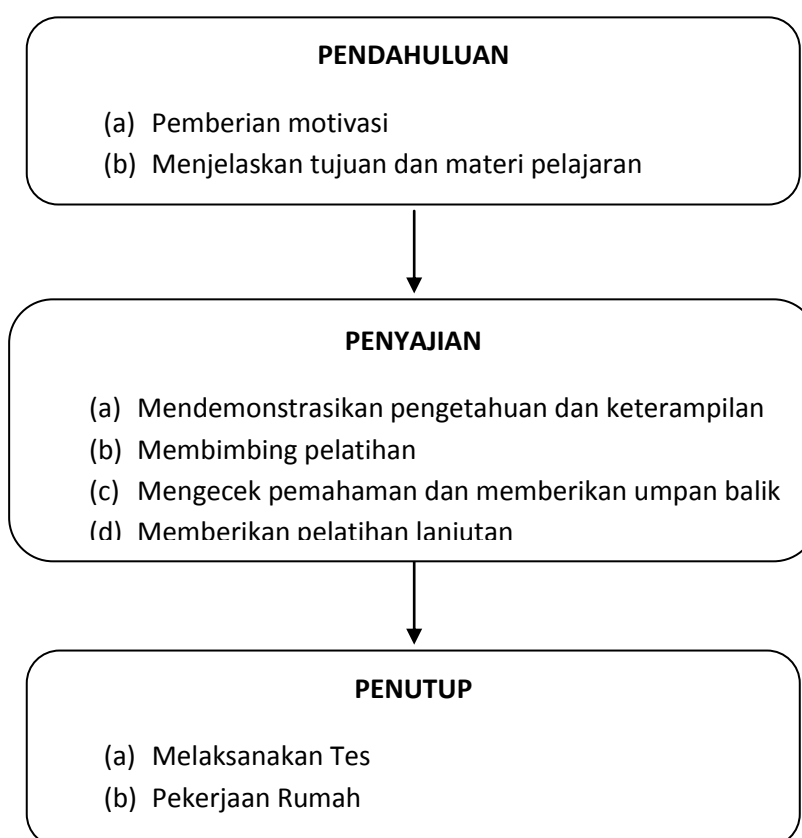 PENDAHULUAN
(a) Pemberian motivasi
(b) Menjelaskan tujuan dan materi pelajaran
PENYAJIAN
(a) Mendemonstrasikan pengetahuan dan keterampilan
(b) Membimbing pelatihan
(c) Mengecek pemahaman dan memberikan umpan balik
(d) Memberikan pelatihan lanjutan
PENUTUP
(a) Melaksanakan Tes
(b) Pekerjaan Rumah